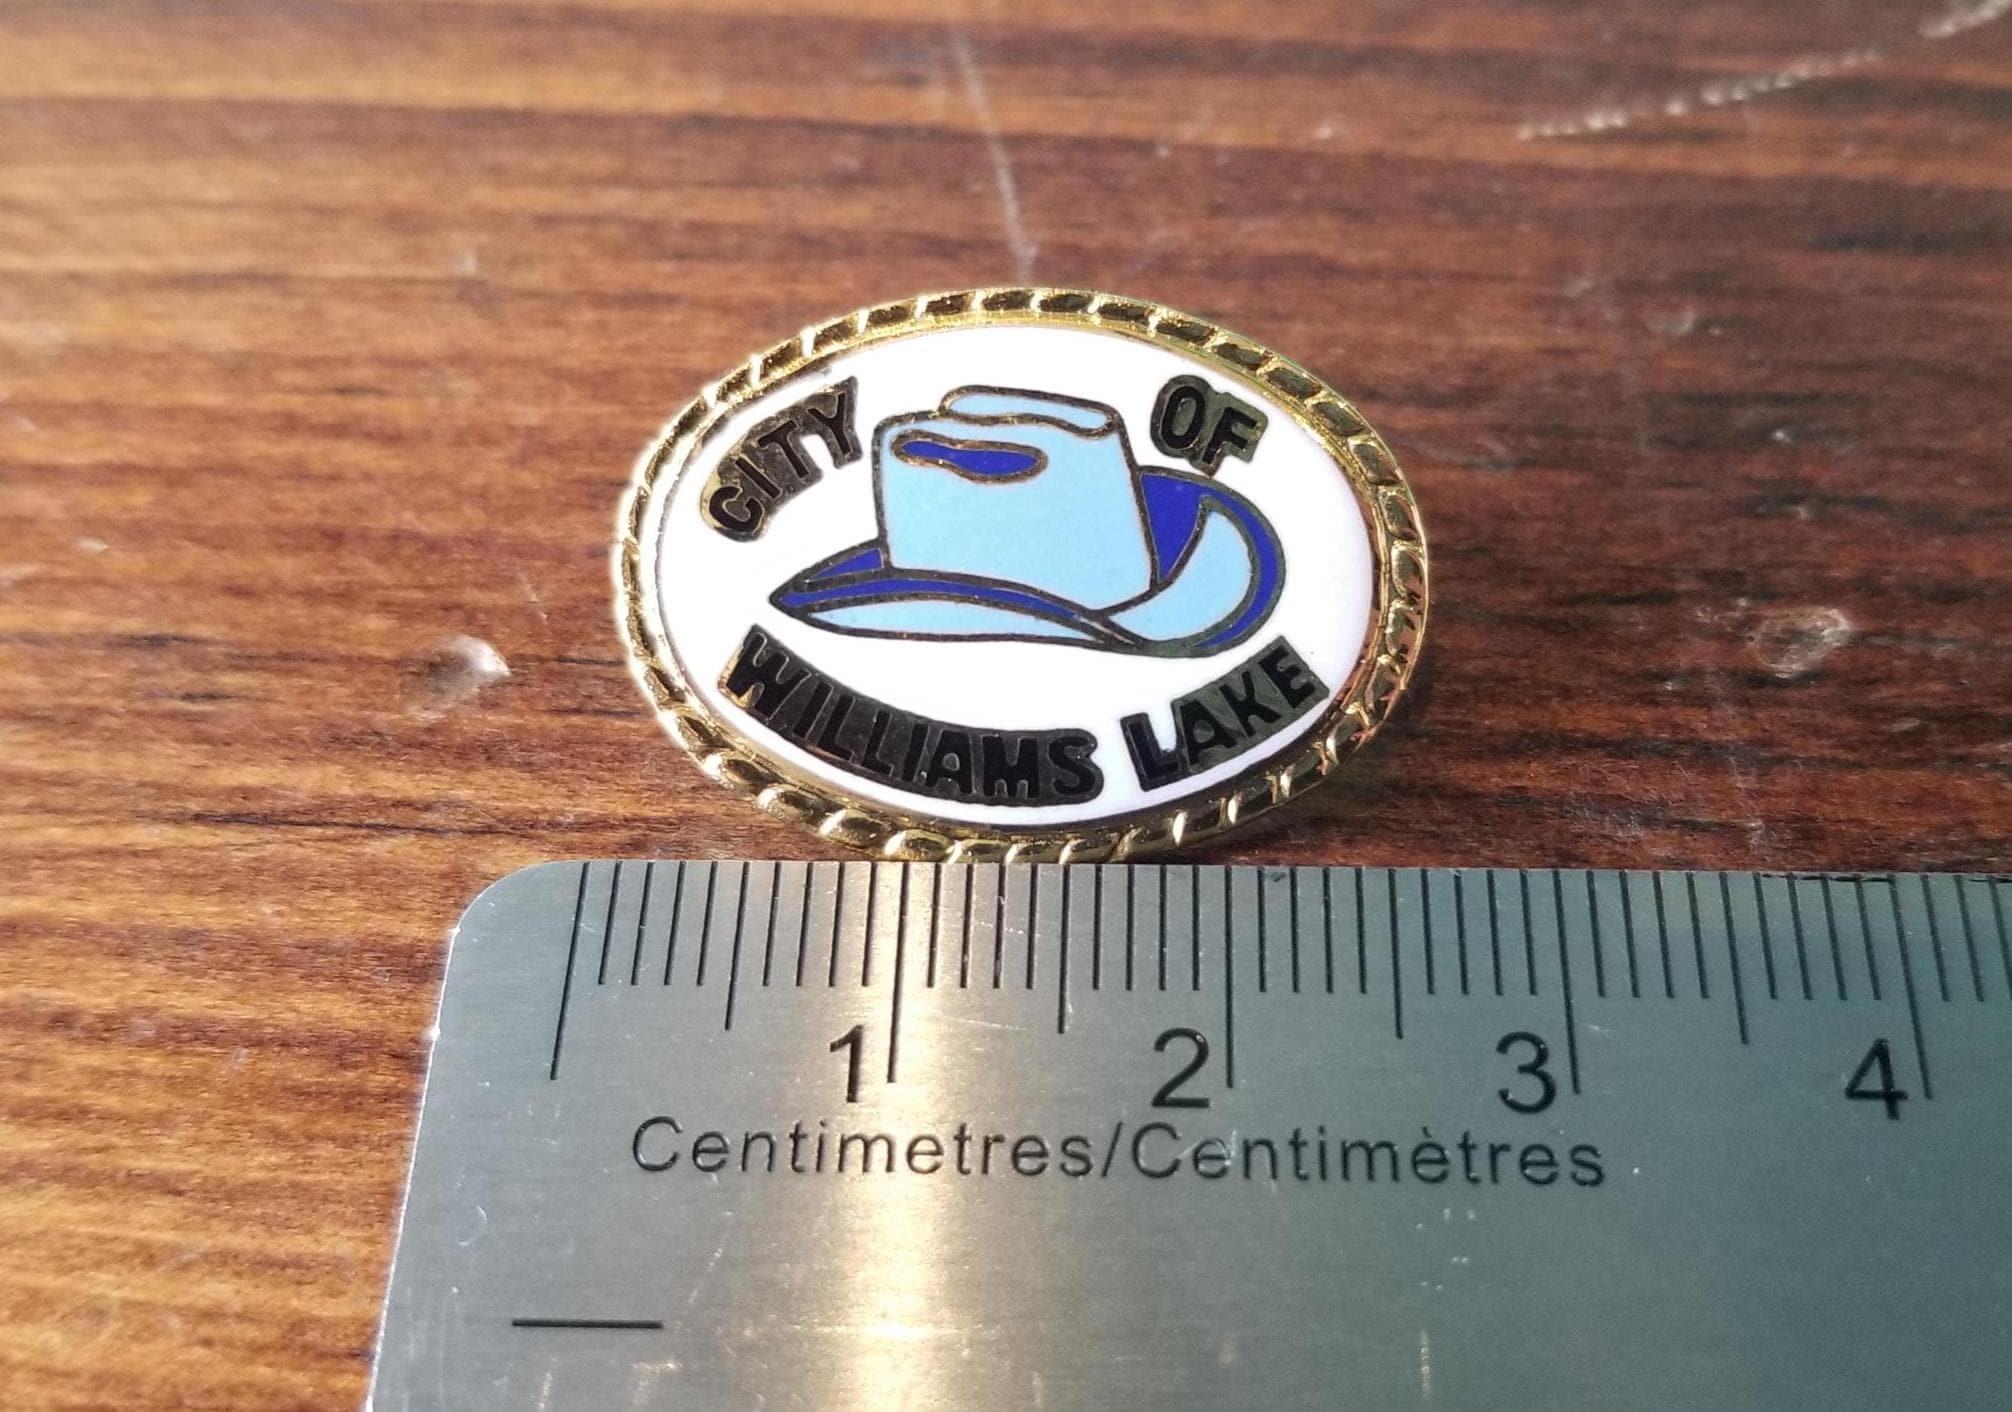 CITY OF
WILLIAMS LAKE
1 2 3 4
Centimetres/Centimètres